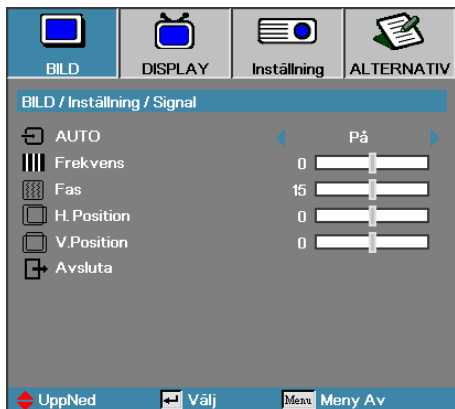 BILD DISPLAY Inställning ALTERNATIV
BILD / Inställning / Signal
AUTO På
Frekvens 0
Fas 15
H. Position 0
V.Position 0
Avsluta
UppNed Välj Menu Meny Av